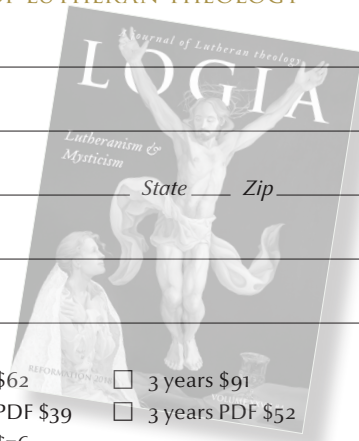 OF LUTHERAN THEOLOGY
a journal of Lutheran theology
LOGIA
Lutheranism &
Mysticism
State Zip
REFORMATION 2018
$62 ☐ 3 years $91
PDF $39 ☐ 3 years PDF $52